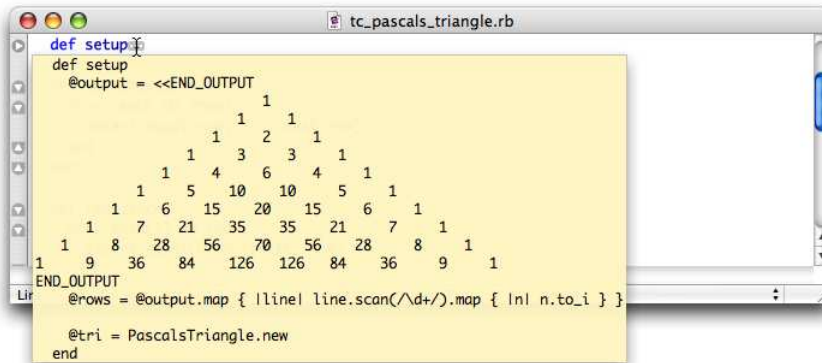 tc_pascals_triangle.rb
def setup
def setup
@output = <<END_OUTPUT
1
1 1
1 2 1
1 3 3 1
1 4 6 4 1
1 5 10 10 5 1
1 6 15 20 15 6 1
1 7 21 35 35 21 7 1
1 8 28 56 70 56 28 8 1
1 9 36 84 126 126 84 36 9 1
END_OUTPUT
@rows = @output.map { |line| line.scan(/\d+/).map { |n| n.to_i } }
@tri = PascalsTriangle.new
end